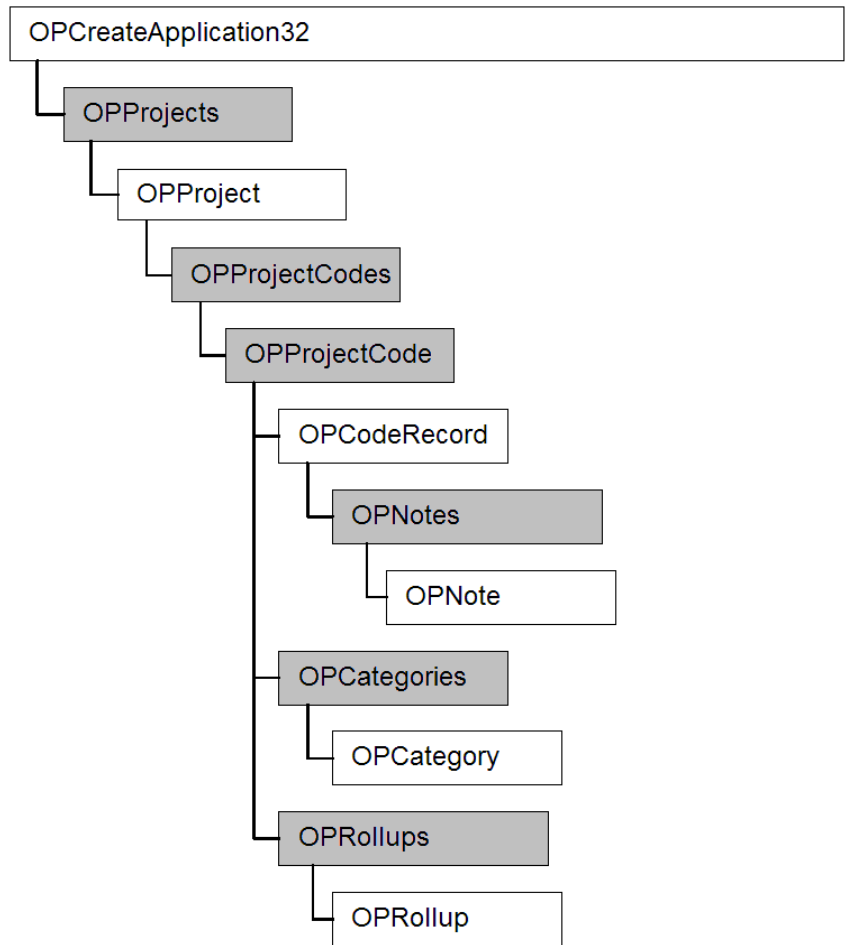 OPCreateApplication32
OPProjects
OPProject
OPProjectCodes
OPProjectCode
OPCodeRecord
OPNotes
OPNote
OPCategories
OPCategory
OPRollups
OPRollup